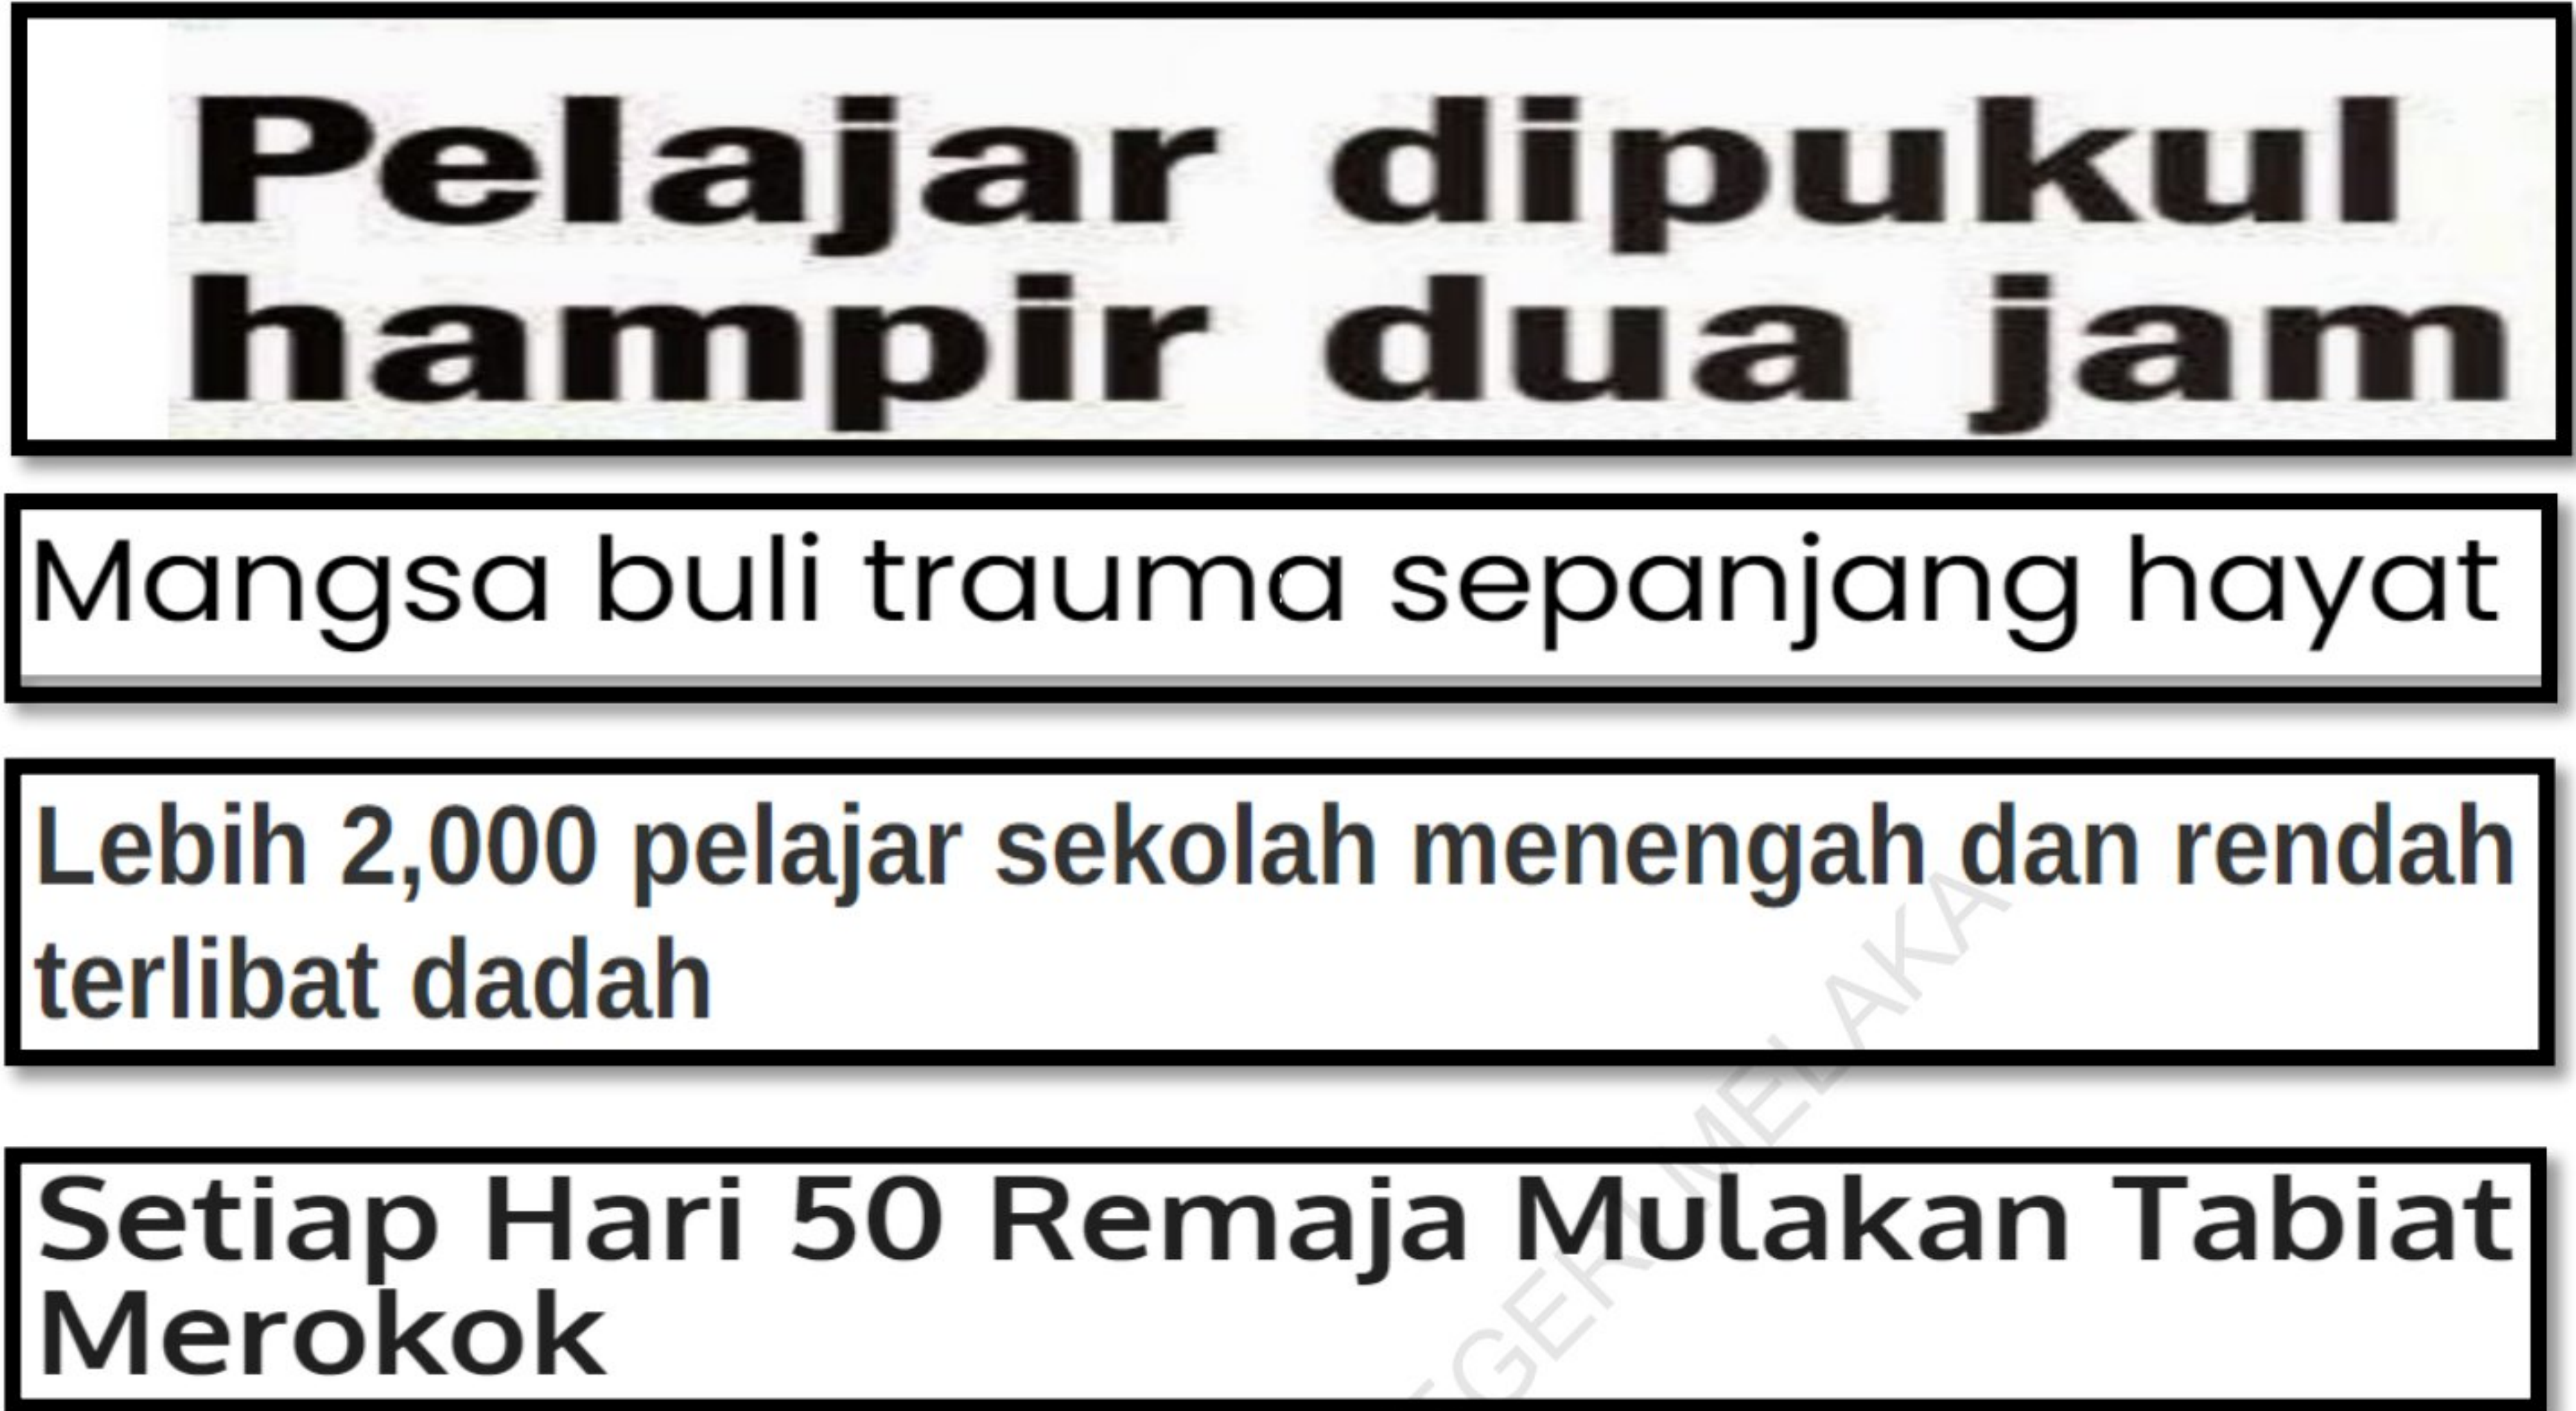 Pelajar dipukul
hampir dua jam
Mangsa buli trauma sepanjang hayat
Lebih 2,000 pelajar sekolah menengah dan rendah
terlibat dadah
Setiap Hari 50 Remaja Mulakan Tabiat
Merokok
MELAKA